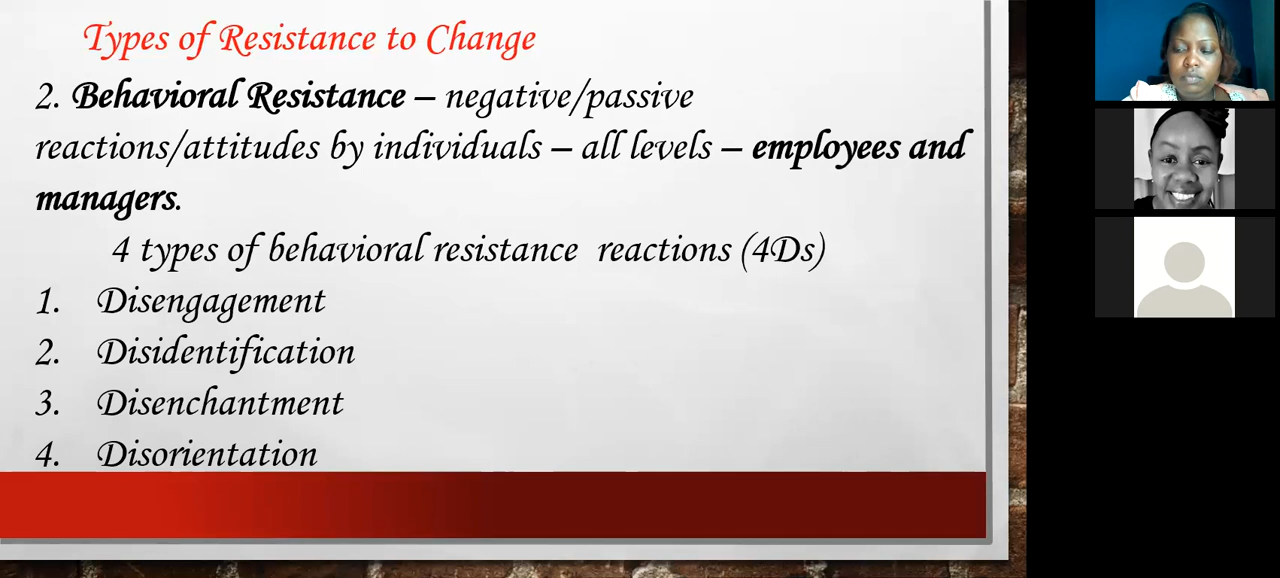 Types of Resistance to Change
2. Behavioral Resistance – negative/passive
reactions/attitudes by individuals – all levels – employees and
managers.
4 types of behavioral resistance reactions (4Ds)
1. Disengagement
2. Disidentification
3. Disenchantment
4. Disorientation